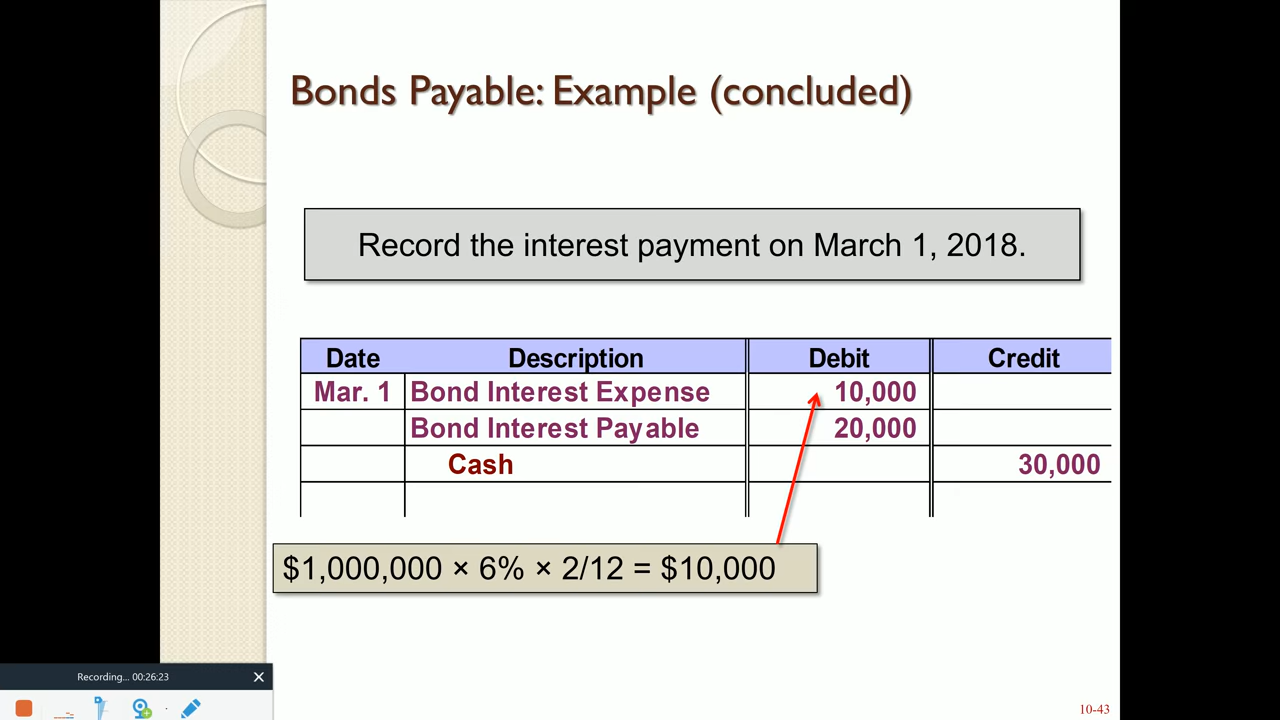 Bonds Payable: Example (concluded)
Record the interest payment on March 1, 2018.
Date Description Debit Credit
Mar. 1 Bond Interest Expense 10,000
Bond Interest Payable 20,000
Cash 30,000
$1,000,000 × 6% × 2/12 = $10,000
Recording... 00:26:23
10-43